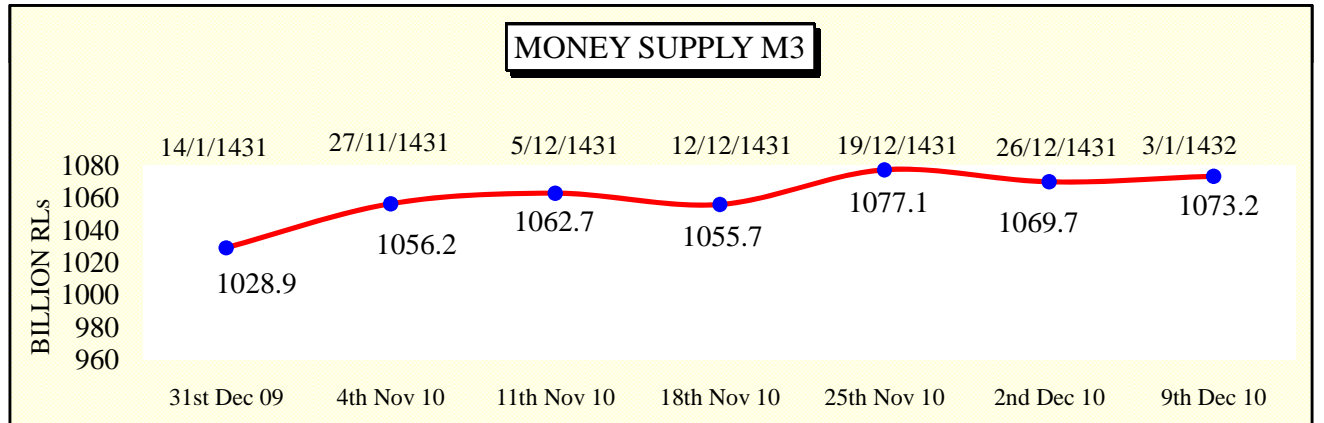 MONEY SUPPLY M3
14/1/1431 27/11/1431 5/12/1431 12/12/1431 19/12/1431 26/12/1431 3/1/1432
BILLION RLs
1080
1060
1040
1020
1000
980
960
1028.9 1056.2 1062.7 1055.7 1077.1 1069.7 1073.2
31st Dec 09 4th Nov 10 11th Nov 10 18th Nov 10 25th Nov 10 2nd Dec 10 9th Dec 10